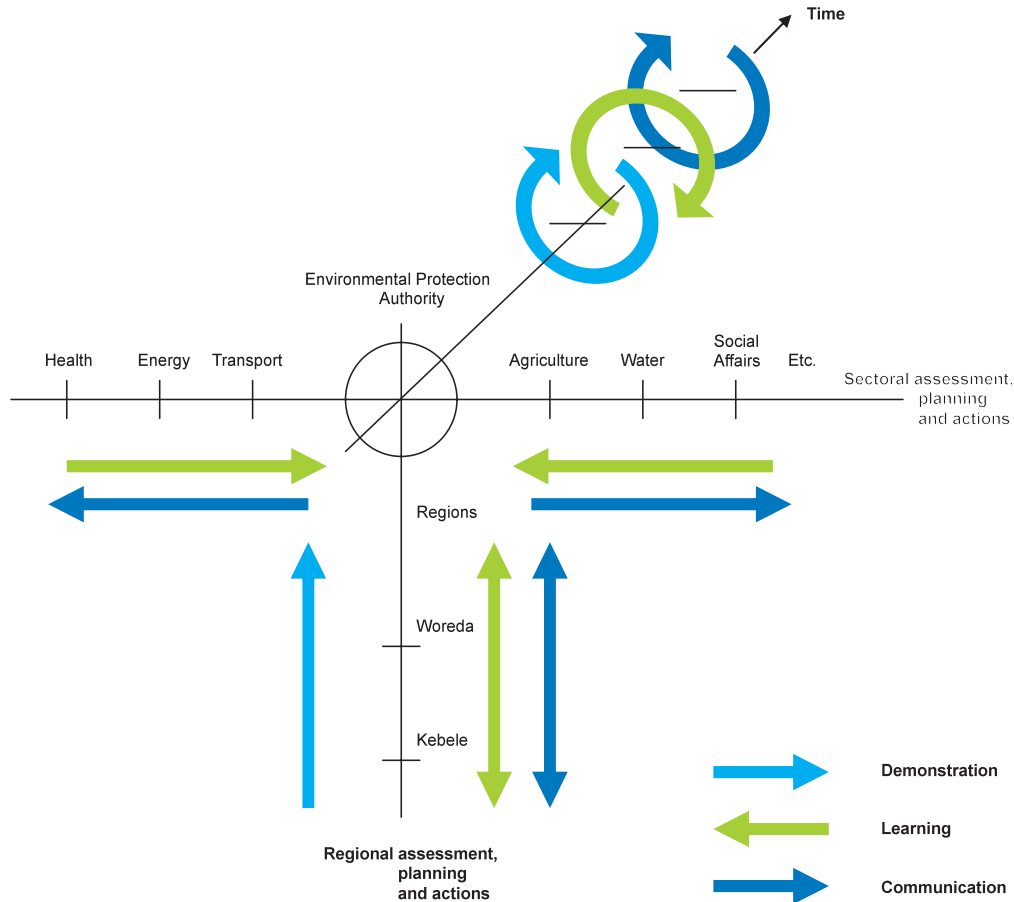 Time
Environmental Protection
Authority
Health
Energy
Transport
Agriculture
Water
Social
Affairs
Etc.
Sectoral assessment,
planning
and actions
Regions
Woreda
Kebele
Regional assessment,
planning
and actions
Demonstration
Learning
Communication